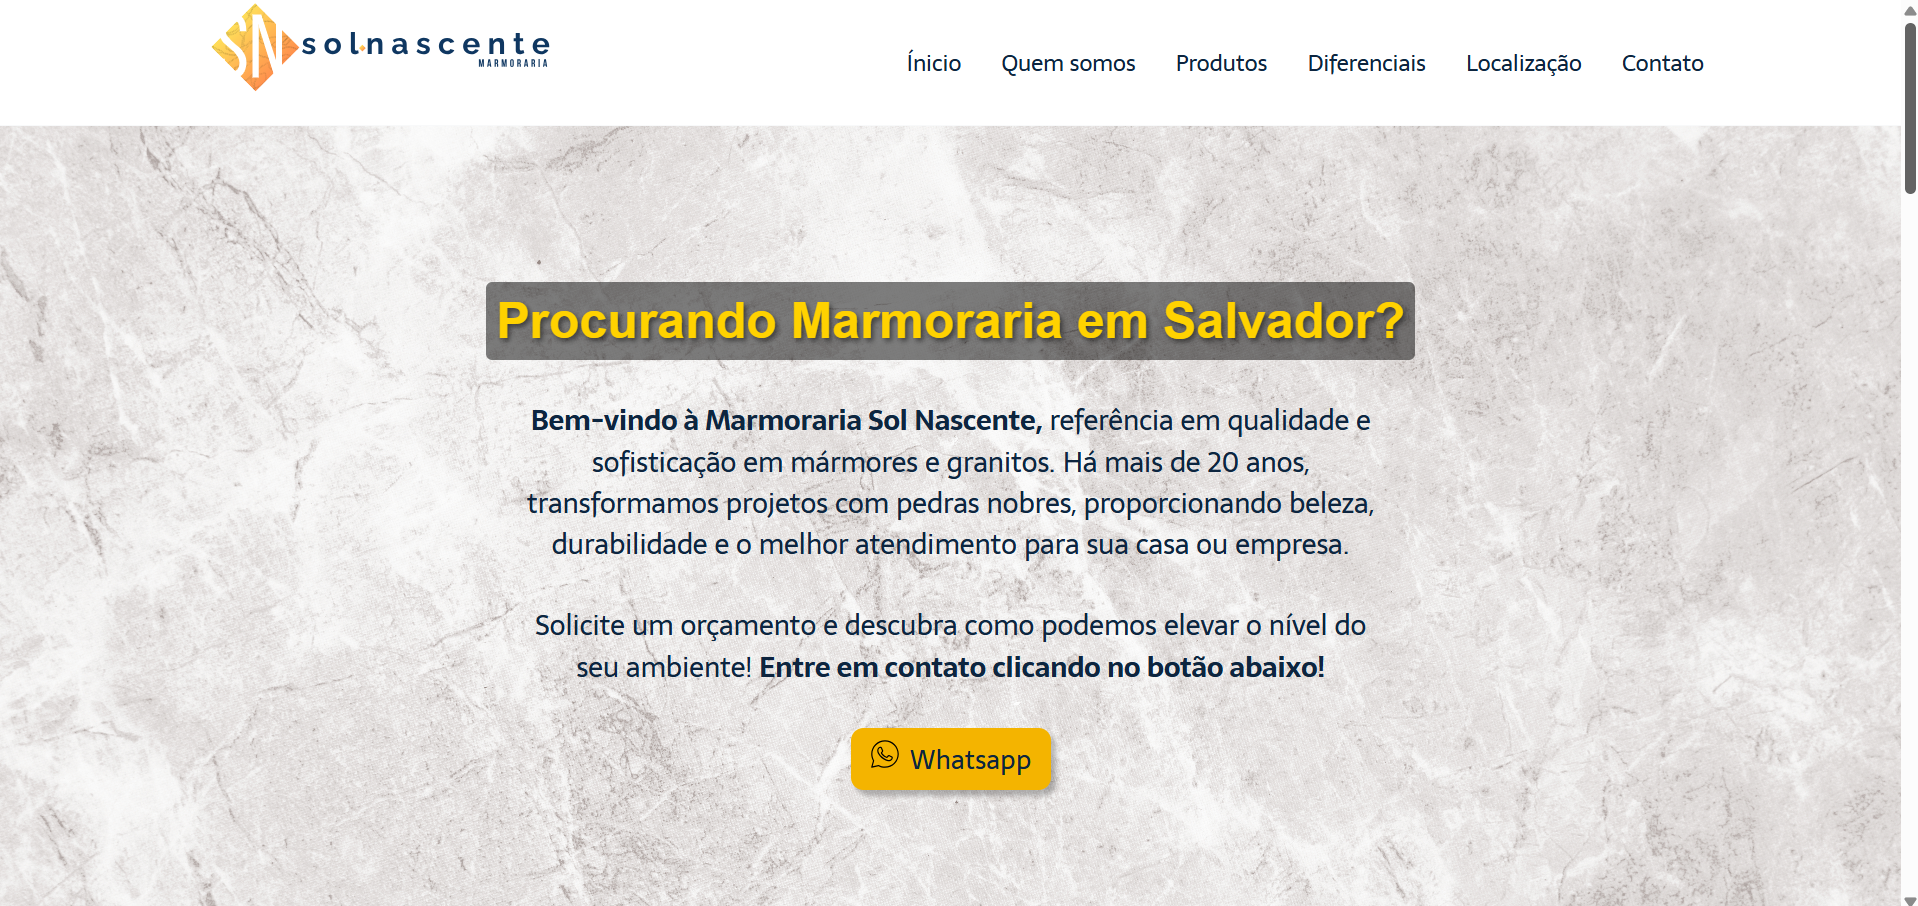 SN
sol·nascente
MARMORARIA
Ínicio Quem somos Produtos Diferenciais Localização Contato
Procurando Marmoraria em Salvador?
Bem-vindo à Marmoraria Sol Nascente, referência em qualidade e
sofisticação em mármores e granitos. Há mais de 20 anos,
transformamos projetos com pedras nobres, proporcionando beleza,
durabilidade e o melhor atendimento para sua casa ou empresa.
Solicite um orçamento e descubra como podemos elevar o nível do
seu ambiente! Entre em contato clicando no botão abaixo!
Whatsapp